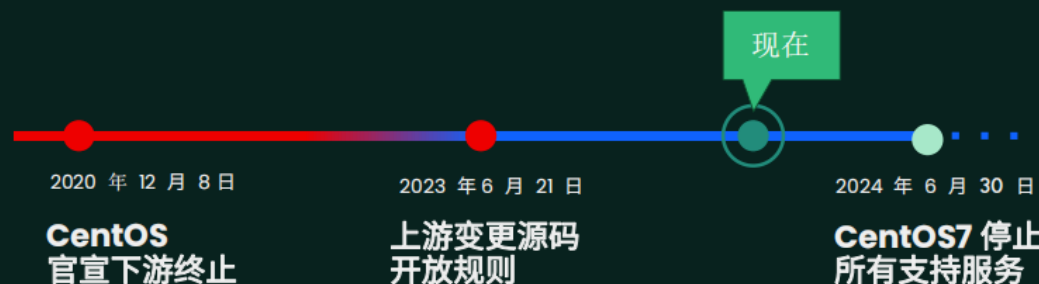 现在
2020 年 12 月 8 日
CentOS
官宣下游终止
2023 年 6 月 21 日
上游变更源码
开放规则
2024 年 6 月 30 日
CentOS7 停止
所有支持服务